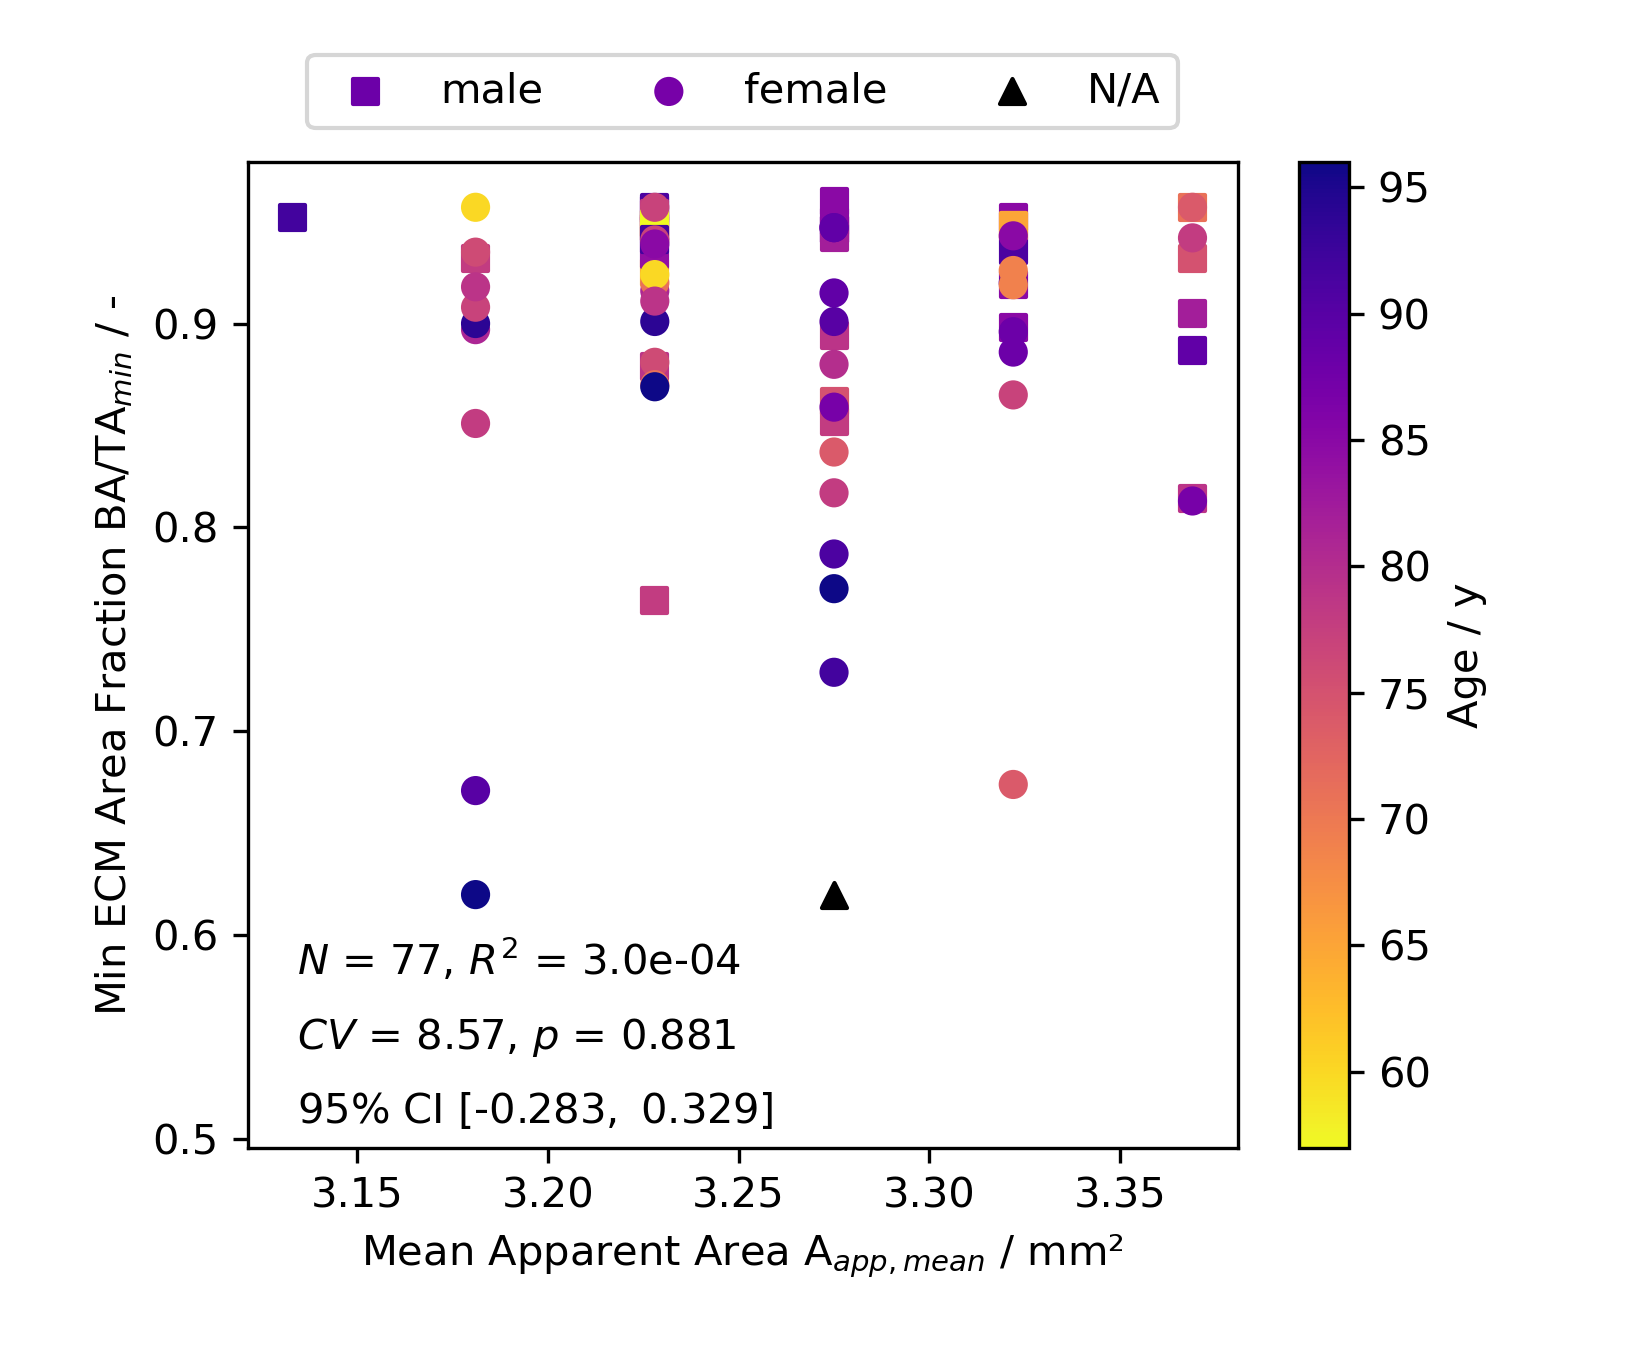 male female N/A
Min ECM Area Fraction BA/TAmin / -
0.9
0.8
0.7
0.6
0.5
N = 77, R² = 3.0e-04
CV = 8.57, p = 0.881
95% CI [-0.283, 0.329]
3.15 3.20 3.25 3.30 3.35
Mean Apparent Area Aapp,mean / mm²
95
90
85
80
75
70
65
60
Age / y